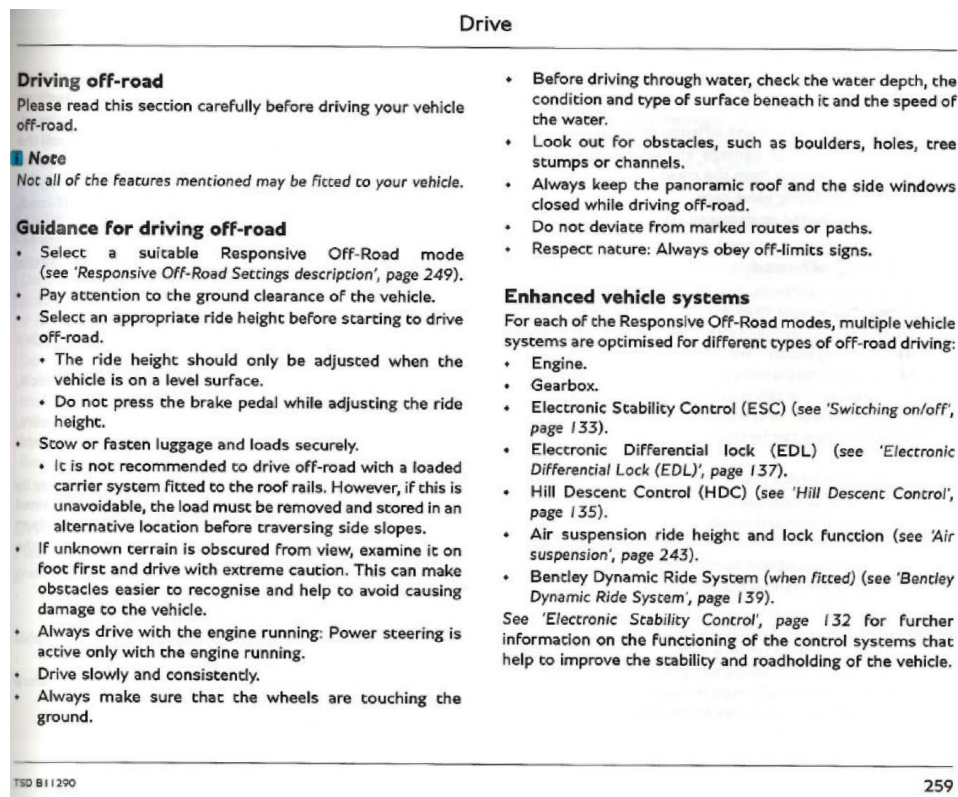 Drive
Driving off-road
Please read this section carefully before driving your vehicle
off-road.
i Note
Not all of the features mentioned may be fitted to your vehicle.
Guidance for driving off-road
• Select a suitable Responsive Off-Road mode
(see 'Responsive Off-Road Settings description', page 249).
• Pay attention to the ground clearance of the vehicle.
• Select an appropriate ride height before starting to drive
off-road.
• The ride height should only be adjusted when the
vehicle is on a level surface.
• Do not press the brake pedal while adjusting the ride
height.
• Stow or fasten luggage and loads securely.
• It is not recommended to drive off-road with a loaded
carrier system fitted to the roof rails. However, if this is
unavoidable, the load must be removed and stored in an
alternative location before traversing side slopes.
• If unknown terrain is obscured from view, examine it on
foot first and drive with extreme caution. This can make
obstacles easier to recognise and help to avoid causing
damage to the vehicle.
• Always drive with the engine running: Power steering is
active only with the engine running.
• Drive slowly and consistently.
• Always make sure that the wheels are touching the
ground.
• Before driving through water, check the water depth, the
condition and type of surface beneath it and the speed of
the water.
• Look out for obstacles, such as boulders, holes, tree
stumps or channels.
• Always keep the panoramic roof and the side windows
closed while driving off-road.
• Do not deviate from marked routes or paths.
• Respect nature: Always obey off-limits signs.
Enhanced vehicle systems
For each of the Responsive Off-Road modes, multiple vehicle
systems are optimised for different types of off-road driving:
• Engine.
• Gearbox.
• Electronic Stability Control (ESC) (see 'Switching on/off',
page 133).
• Electronic Differential lock (EDL) (see 'Electronic
Differential Lock (EDL)', page 137).
• Hill Descent Control (HDC) (see 'Hill Descent Control',
page 135).
• Air suspension ride height and lock function (see 'Air
suspension', page 243).
• Bentley Dynamic Ride System (when fitted) (see 'Bentley
Dynamic Ride System', page 139).
See 'Electronic Stability Control', page 132 for further
information on the functioning of the control systems that
help to improve the stability and roadholding of the vehicle.
TSD B11290
259